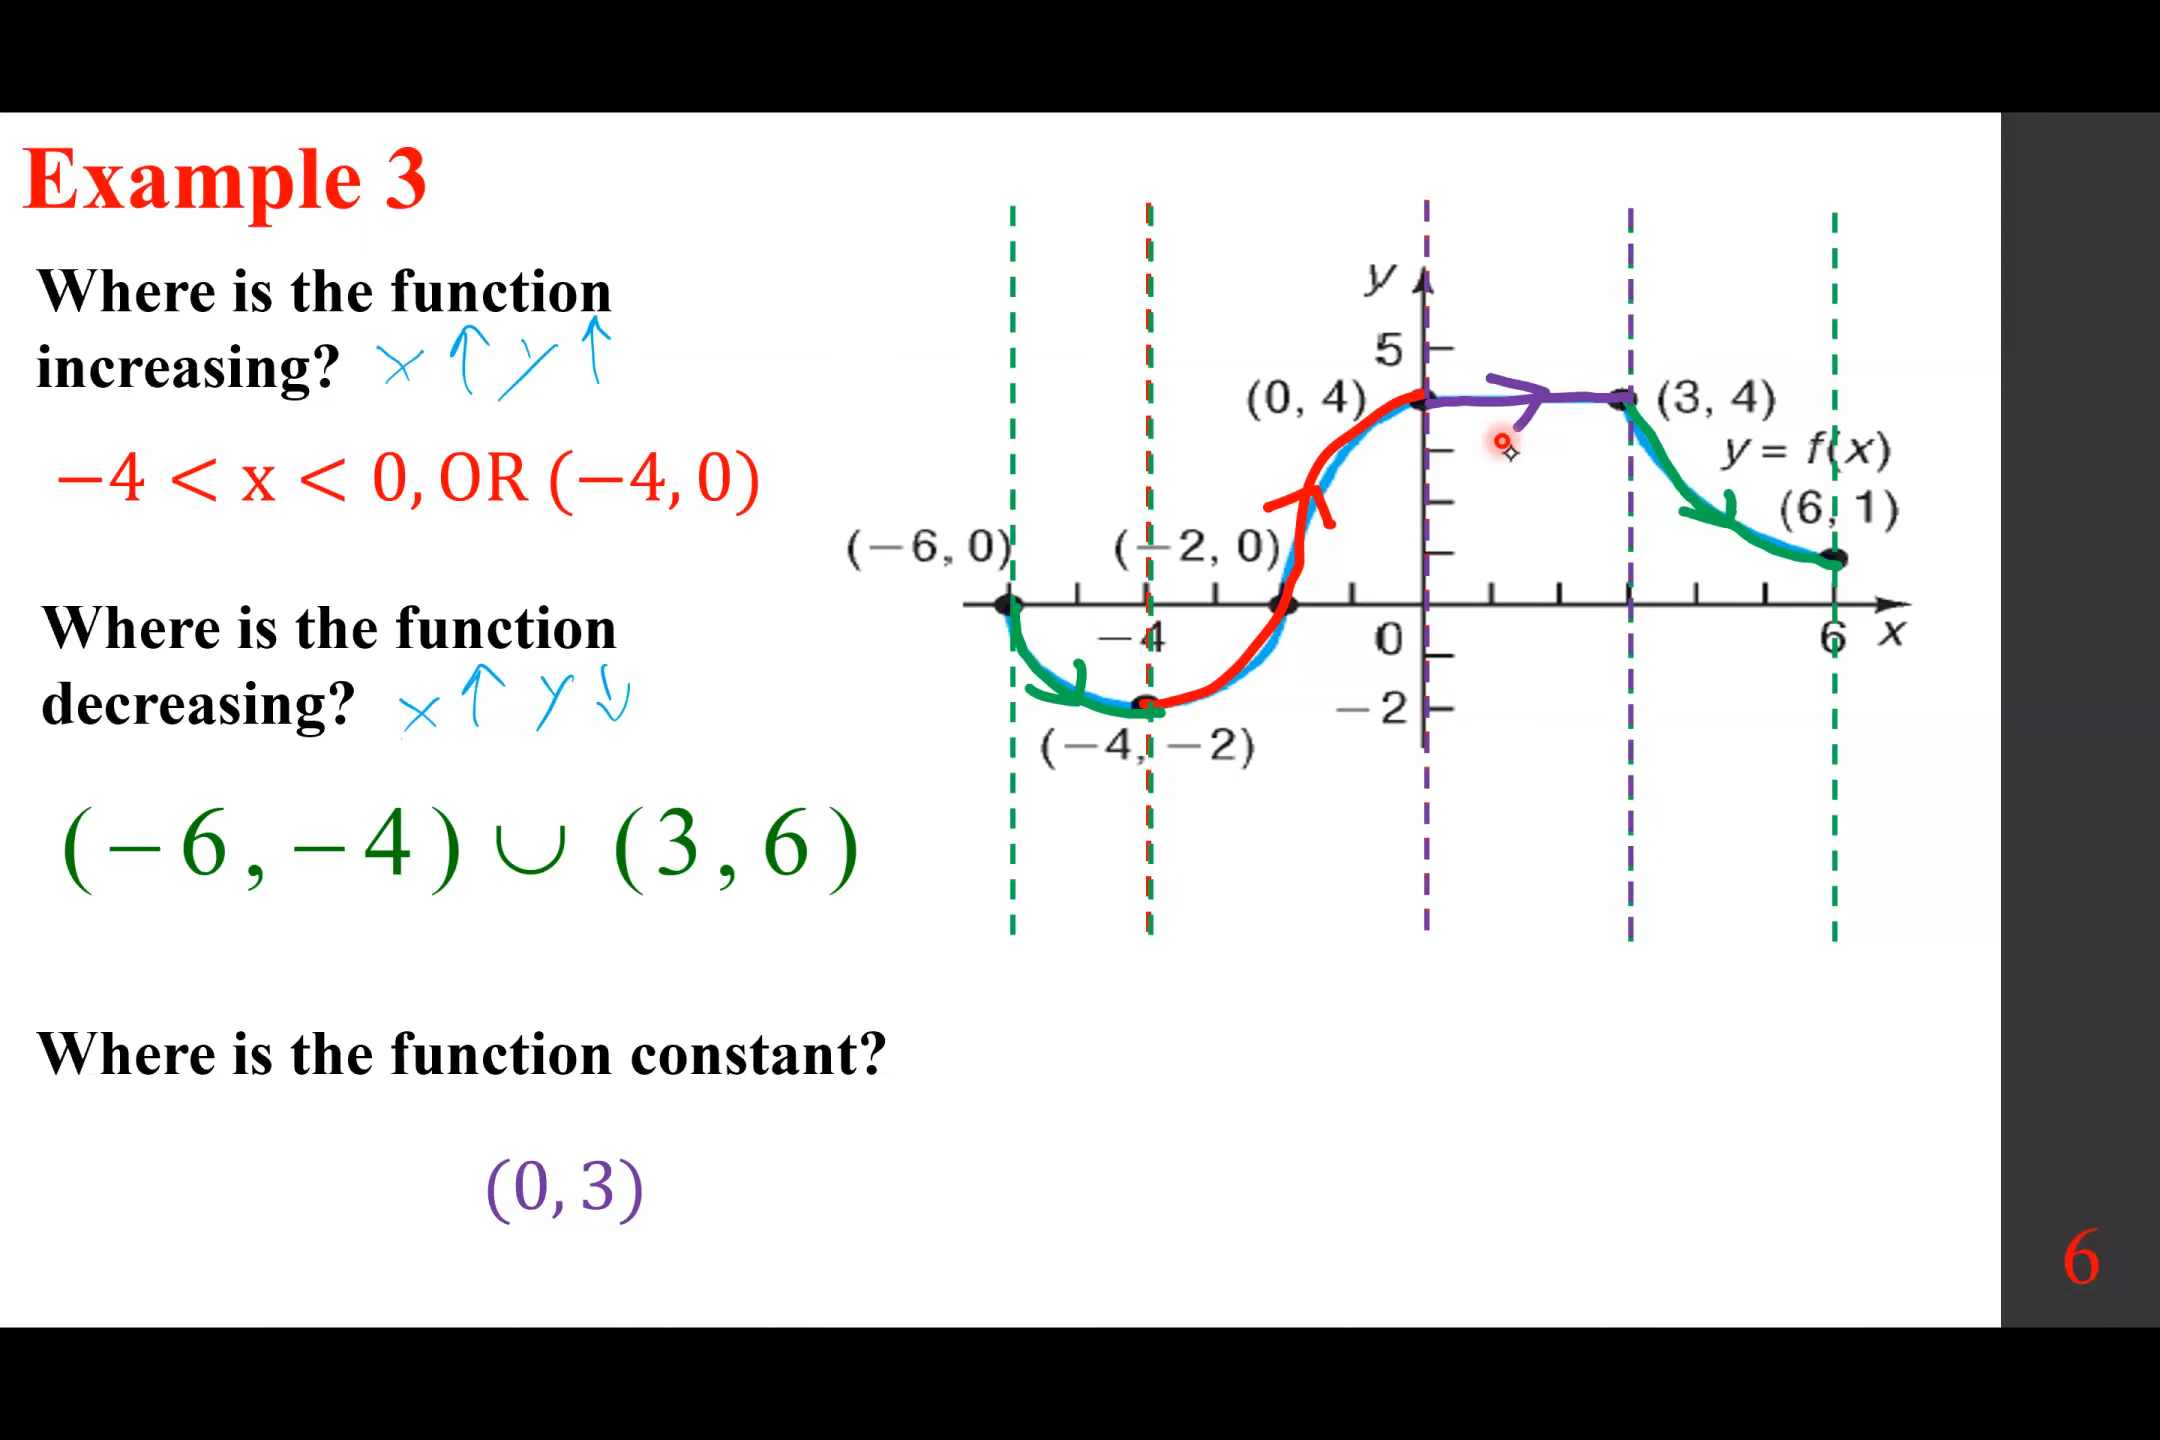 Example 3
Where is the function
increasing? x ↑ y ↑
−4 < x < 0, OR (−4, 0)
Where is the function
decreasing? x ↑ y ↓
(−6, −4) ∪ (3, 6)
Where is the function constant?
(0, 3)
y
5
(0, 4)
(3, 4)
y = f(x)
(6, 1)
(−6, 0)
(−2, 0)
−4
0
6
x
−2
(−4, −2)
6